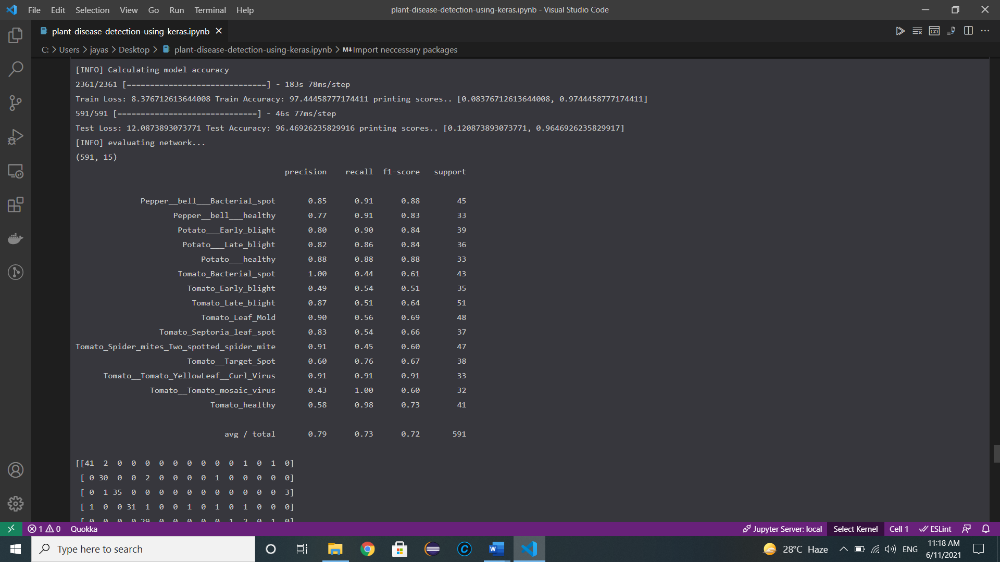 File Edit Selection View Go Run Terminal Help
plant-disease-detection-using-keras.ipynb - Visual Studio Code
plant-disease-detection-using-keras.ipynb
C: > Users > jayas > Desktop > plant-disease-detection-using-keras.ipynb > M↓Import neccessary packages
[INFO] Calculating model accuracy
2361/2361 [==============================] - 183s 78ms/step
Train Loss: 8.376712613644008 Train Accuracy: 97.44458777174411 printing scores.. [0.08376712613644008, 0.9744458777174411]
591/591 [==============================] - 46s 77ms/step
Test Loss: 12.0873893073771 Test Accuracy: 96.46926235829916 printing scores.. [0.120873893073771, 0.9646926235829917]
[INFO] evaluating network...
(591, 15)
precision recall f1-score support
Pepper__bell___Bacterial_spot 0.85 0.91 0.88 45
Pepper__bell___healthy 0.77 0.91 0.83 33
Potato___Early_blight 0.80 0.90 0.84 39
Potato___Late_blight 0.82 0.86 0.84 36
Potato___healthy 0.88 0.88 0.88 33
Tomato_Bacterial_spot 1.00 0.44 0.61 43
Tomato_Early_blight 0.49 0.54 0.51 35
Tomato_Late_blight 0.87 0.51 0.64 51
Tomato_Leaf_Mold 0.90 0.56 0.69 48
Tomato_Septoria_leaf_spot 0.83 0.54 0.66 37
Tomato_Spider_mites_Two_spotted_spider_mite 0.91 0.45 0.60 47
Tomato__Target_Spot 0.60 0.76 0.67 38
Tomato__Tomato_YellowLeaf__Curl_Virus 0.91 0.91 0.91 33
Tomato__Tomato_mosaic_virus 0.43 1.00 0.60 32
Tomato_healthy 0.58 0.98 0.73 41
avg / total 0.79 0.73 0.72 591
[[41 2 0 0 0 0 0 0 0 0 0 1 0 1 0]
[ 0 30 0 0 2 0 0 0 0 1 0 0 0 0 0]
[ 0 1 35 0 0 0 0 0 0 0 0 0 0 0 3]
[ 1 0 0 31 1 0 0 1 0 1 0 1 0 0 0]
[ 0 0 0 0 29 0 0 0 0 0 1 2 0 1 0]
1 0 Quokka
Jupyter Server: local Select Kernel Cell 1 ESLint
Type here to search
28°C Haze ENG
11:18 AM
6/11/2021